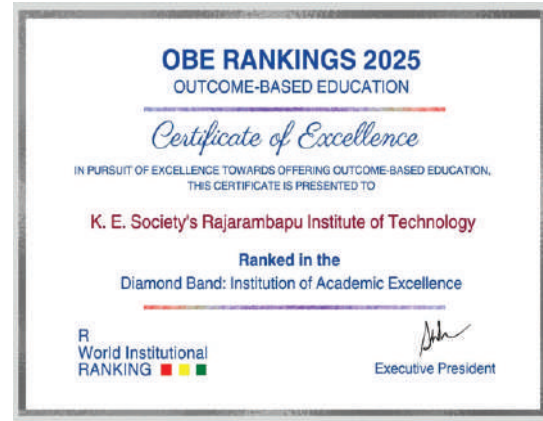 OBE RANKINGS 2025
OUTCOME-BASED EDUCATION
Certificate of Excellence
IN PURSUIT OF EXCELLENCE TOWARDS OFFERING OUTCOME-BASED EDUCATION,
THIS CERTIFICATE IS PRESENTED TO
K. E. Society's Rajarambapu Institute of Technology
Ranked in the
Diamond Band: Institution of Academic Excellence
R
World Institutional
RANKING
Executive President